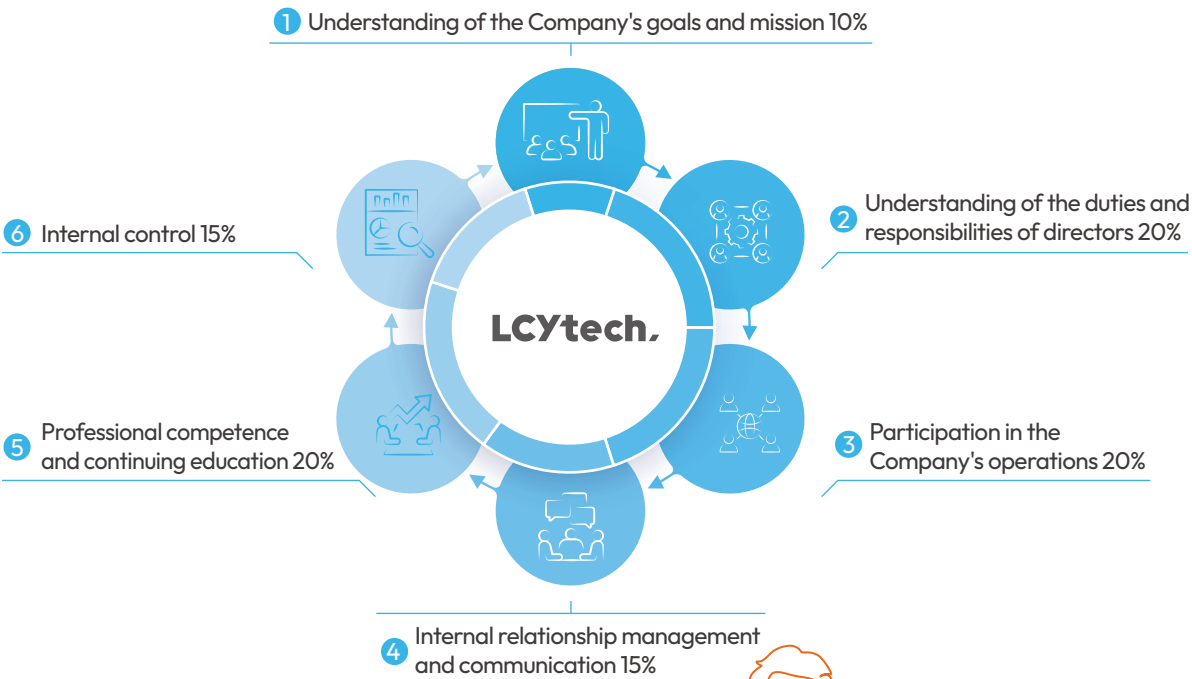 1 Understanding of the Company's goals and mission 10%
2 Understanding of the duties and
responsibilities of directors 20%
3 Participation in the
Company's operations 20%
4 Internal relationship management
and communication 15%
5 Professional competence
and continuing education 20%
6 Internal control 15%
LCYtech